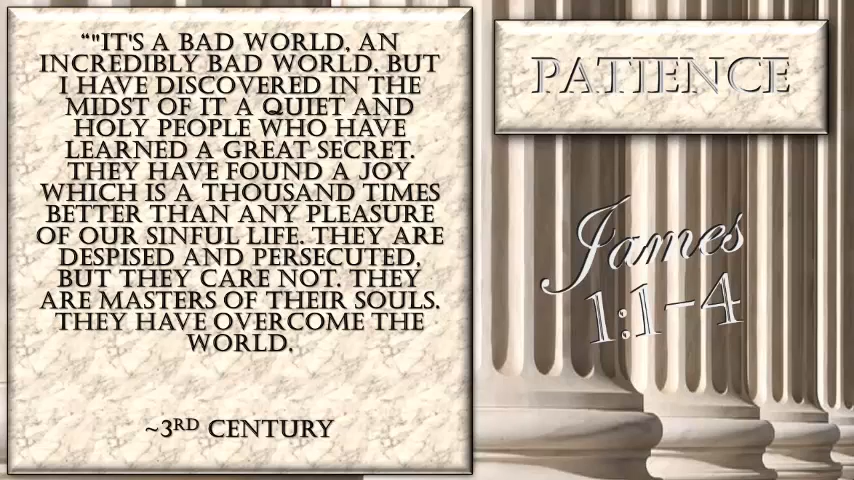 “"IT'S A BAD WORLD, AN
INCREDIBLY BAD WORLD. BUT
I HAVE DISCOVERED IN THE
MIDST OF IT A QUIET AND
HOLY PEOPLE WHO HAVE
LEARNED A GREAT SECRET.
THEY HAVE FOUND A JOY
WHICH IS A THOUSAND TIMES
BETTER THAN ANY PLEASURE
OF OUR SINFUL LIFE. THEY ARE
DESPISED AND PERSECUTED,
BUT THEY CARE NOT. THEY
ARE MASTERS OF THEIR SOULS.
THEY HAVE OVERCOME THE
WORLD.
~3RD CENTURY
PATIENCE
James
1:1-4